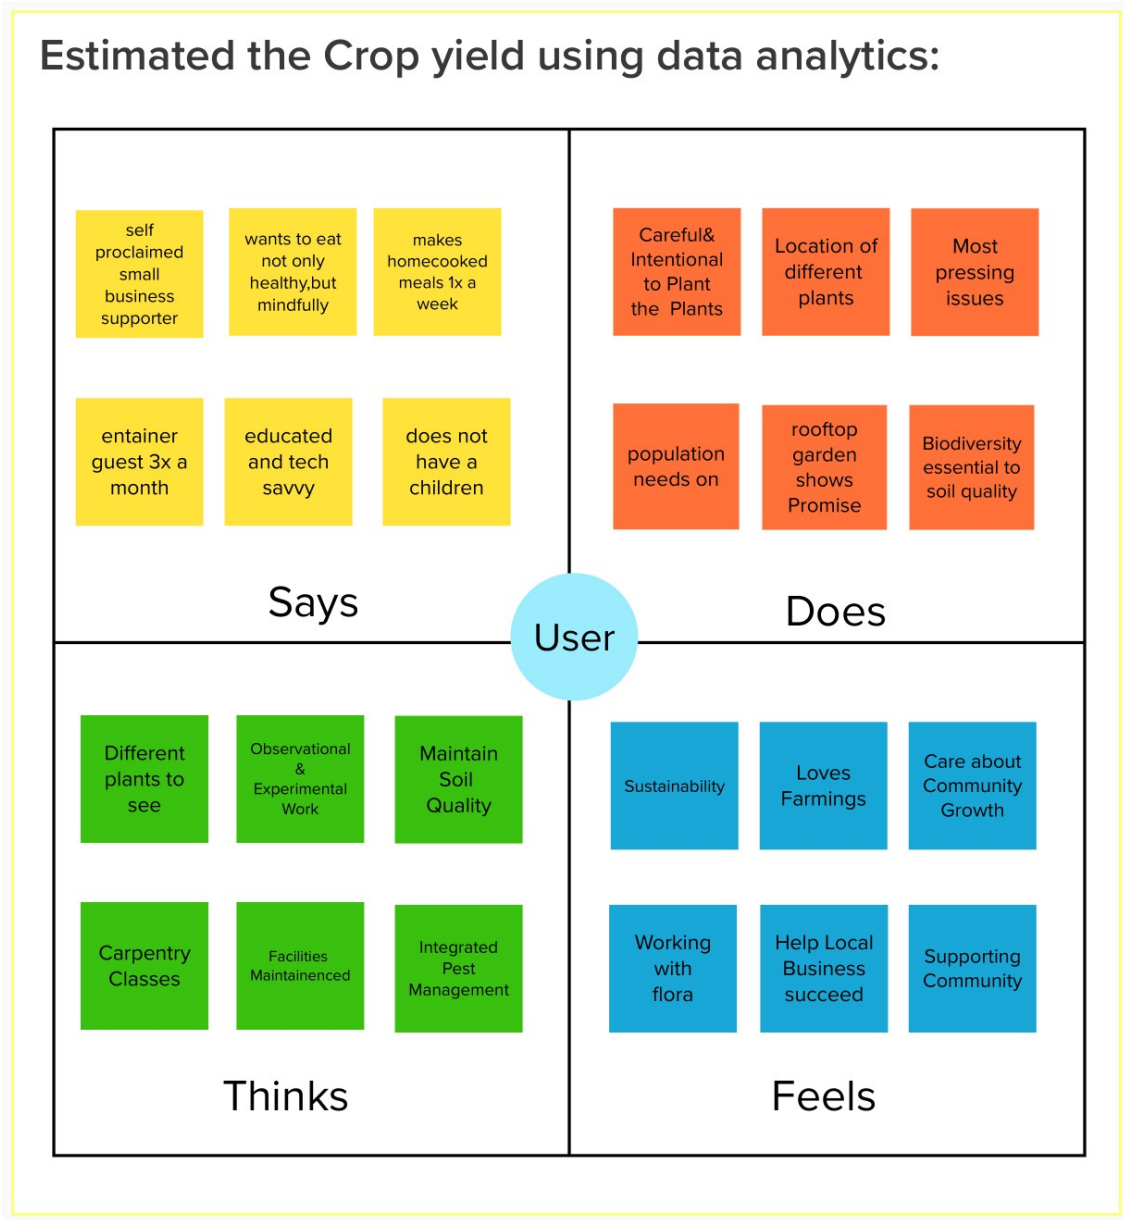 Estimated the Crop yield using data analytics:
self
proclaimed
small
business
supporter
wants to eat
not only
healthy,but
mindfully
makes
homecooked
meals 1x a
week
entainer
guest 3x a
month
educated
and tech
savvy
does not
have a
children
Says
Careful&
Intentional
to Plant
the Plants
Location of
different
plants
Most
pressing
issues
population
needs on
rooftop
garden
shows
Promise
Biodiversity
essential to
soil quality
Does
User
Different
plants to
see
Observational
&
Experimental
Work
Maintain
Soil
Quality
Carpentry
Classes
Facilities
Maintainenced
Integrated
Pest
Management
Thinks
Sustainability
Loves
Farmings
Care about
Community
Growth
Working
with
flora
Help Local
Business
succeed
Supporting
Community
Feels